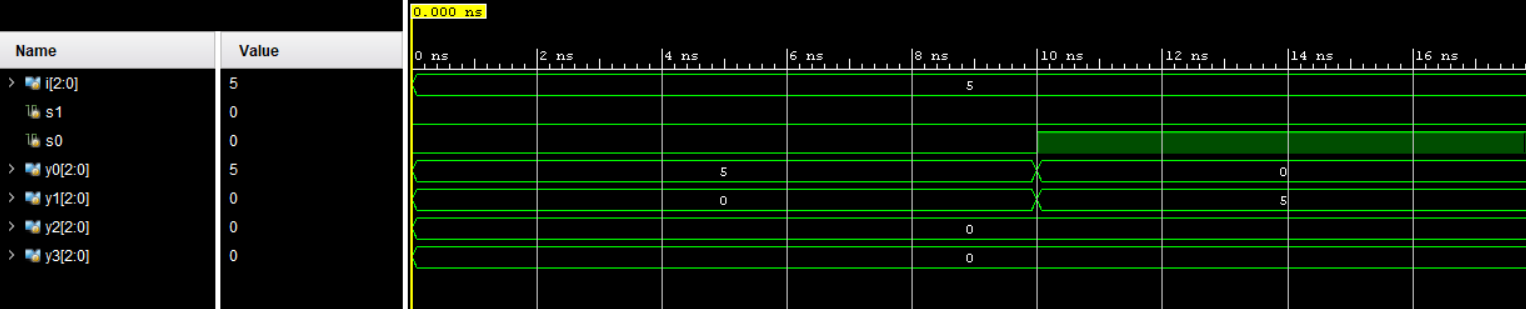 0.000 ns
Name Value
0 ns 2 ns 4 ns 6 ns 8 ns 10 ns 12 ns 14 ns 16 ns
i[2:0] 5 5
s1 0
s0 0
y0[2:0] 5 5 0
y1[2:0] 0 0 5
y2[2:0] 0 0
y3[2:0] 0 0